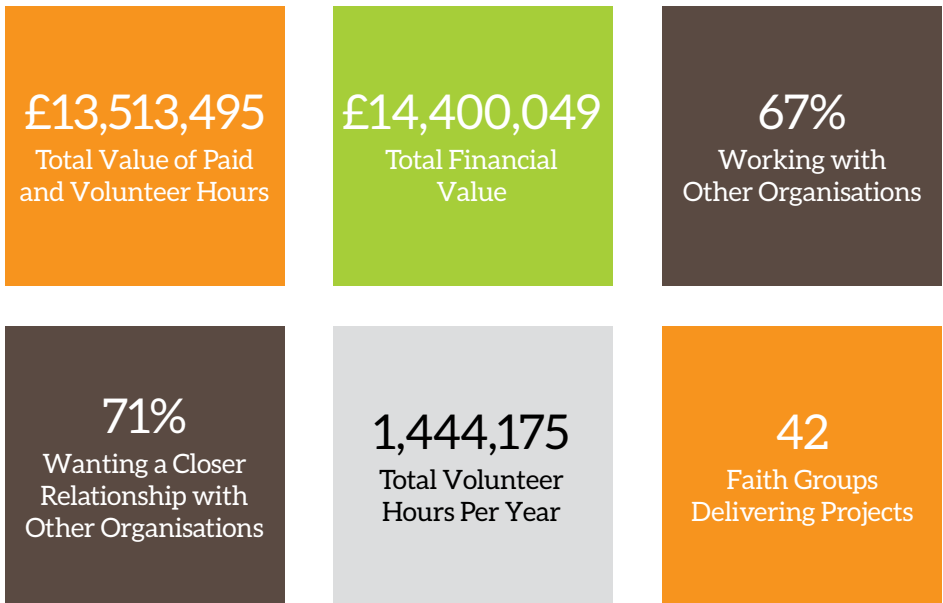 £13,513,495
Total Value of Paid
and Volunteer Hours
£14,400,049
Total Financial
Value
67%
Working with
Other Organisations
71%
Wanting a Closer
Relationship with
Other Organisations
1,444,175
Total Volunteer
Hours Per Year
42
Faith Groups
Delivering Projects